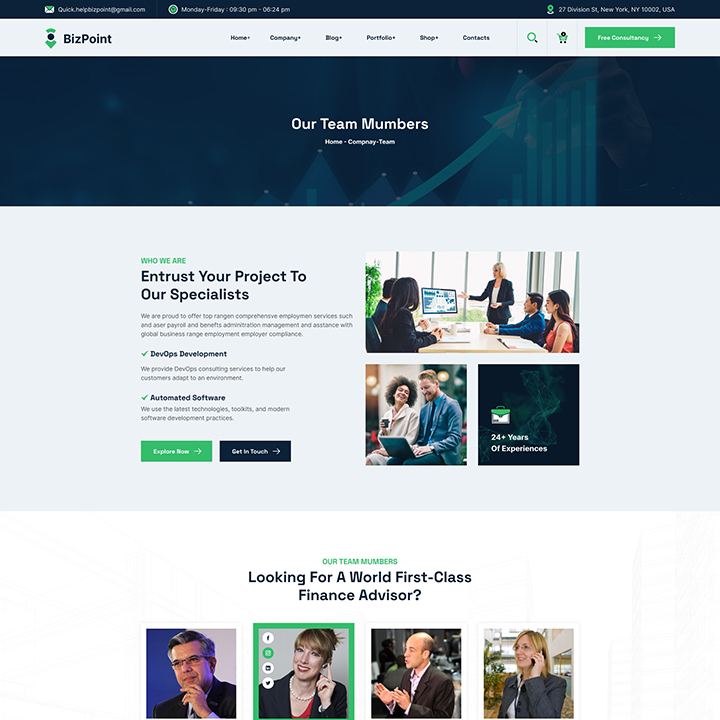 Quick.helpbizpoint@gmail.com
Monday-Friday : 09:30 pm - 06:24 pm
27 Division St, New York, NY 10002, USA
BizPoint
Home+
Company+
Blog+
Portfolio+
Shop+
Contacts
0
Free Consultancy
Our Team Mumbers
Home - Compnay-Team
WHO WE ARE
Entrust Your Project To
Our Specialists
We are proud to offer top rangen comprehensve employmen services such
and aser payroll and benefts adminitration management and asstance with
global business range employment employer compliance.
DevOps Development
We provide DevOps consulting services to help our
customers adapt to an environment.
Automated Software
We use the latest technologies, toolkits, and modern
software development practices.
Explore Now
Get In Touch
24+ Years
Of Experiences
OUR TEAM MUMBERS
Looking For A World First-Class
Finance Advisor?